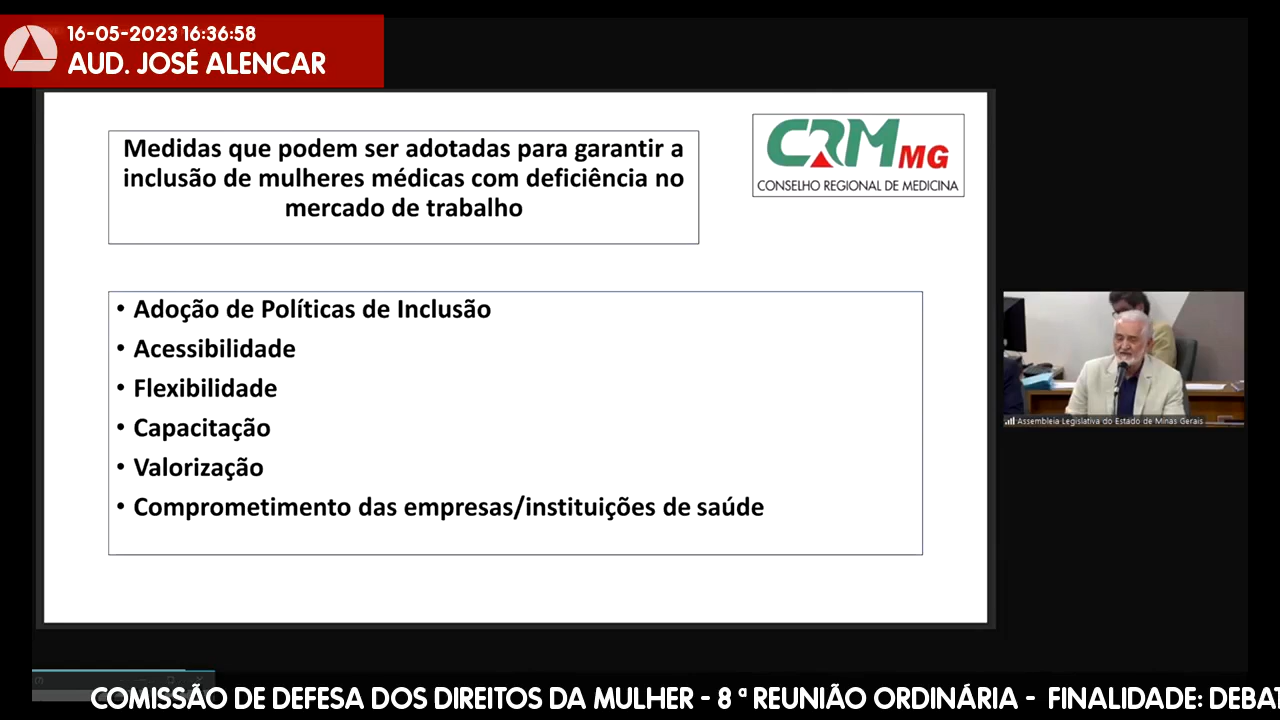 16-05-2023 16:36:58
AUD. JOSÉ ALENCAR
Medidas que podem ser adotadas para garantir a
inclusão de mulheres médicas com deficiência no
mercado de trabalho
CRM MG
CONSELHO REGIONAL DE MEDICINA
• Adoção de Políticas de Inclusão
• Acessibilidade
• Flexibilidade
• Capacitação
• Valorização
• Comprometimento das empresas/instituições de saúde
Assembleia Legislativa do Estado de Minas Gerais
COMISSÃO DE DEFESA DOS DIREITOS DA MULHER - 8 ª REUNIÃO ORDINÁRIA - FINALIDADE: DEBAT